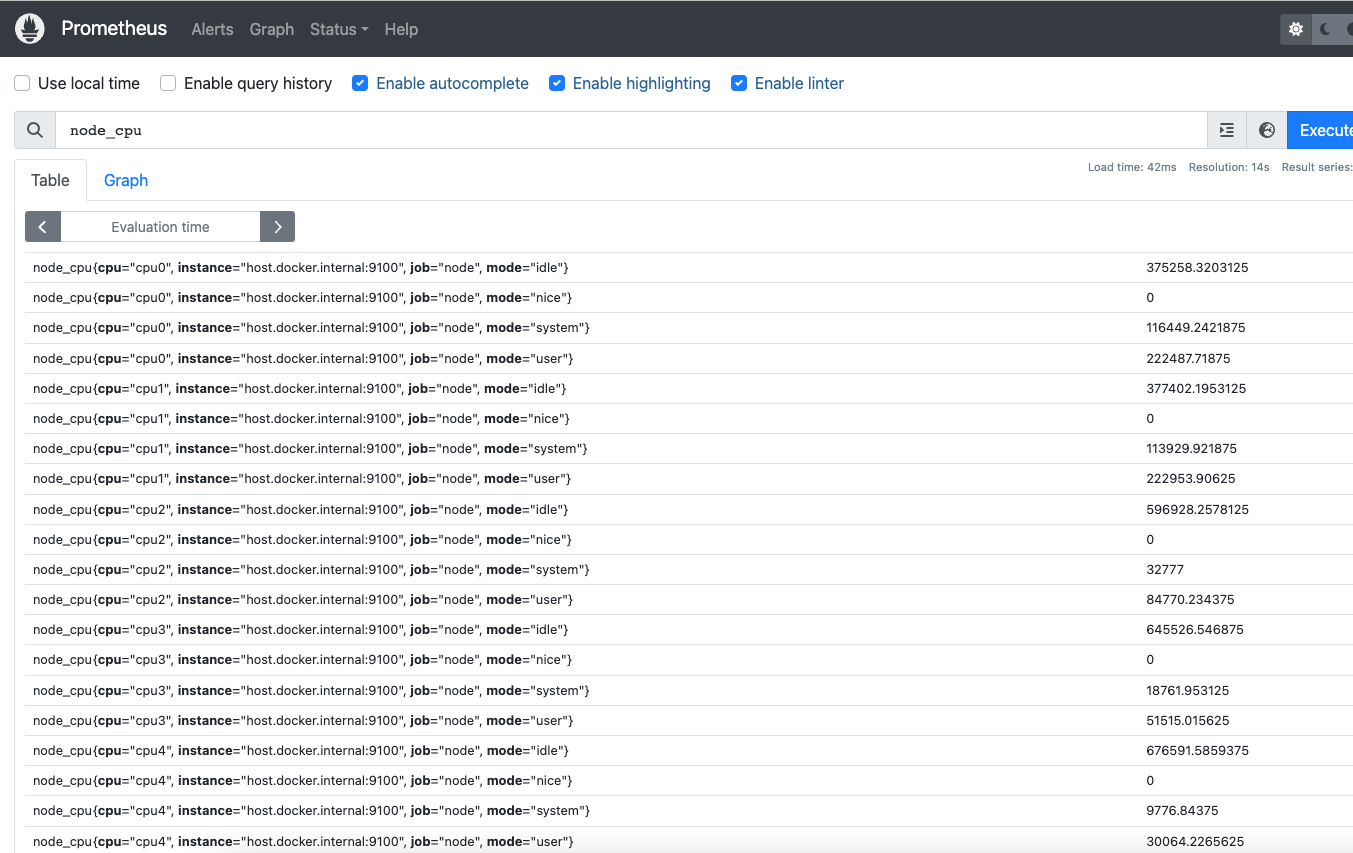 Prometheus Alerts Graph Status Help
Use local time Enable query history Enable autocomplete Enable highlighting Enable linter
node_cpu Execute
Load time: 42ms Resolution: 14s Result series:
Table Graph
Evaluation time
node_cpu{cpu="cpu0", instance="host.docker.internal:9100", job="node", mode="idle"} 375258.3203125
node_cpu{cpu="cpu0", instance="host.docker.internal:9100", job="node", mode="nice"} 0
node_cpu{cpu="cpu0", instance="host.docker.internal:9100", job="node", mode="system"} 116449.2421875
node_cpu{cpu="cpu0", instance="host.docker.internal:9100", job="node", mode="user"} 222487.71875
node_cpu{cpu="cpu1", instance="host.docker.internal:9100", job="node", mode="idle"} 377402.1953125
node_cpu{cpu="cpu1", instance="host.docker.internal:9100", job="node", mode="nice"} 0
node_cpu{cpu="cpu1", instance="host.docker.internal:9100", job="node", mode="system"} 113929.921875
node_cpu{cpu="cpu1", instance="host.docker.internal:9100", job="node", mode="user"} 222953.90625
node_cpu{cpu="cpu2", instance="host.docker.internal:9100", job="node", mode="idle"} 596928.2578125
node_cpu{cpu="cpu2", instance="host.docker.internal:9100", job="node", mode="nice"} 0
node_cpu{cpu="cpu2", instance="host.docker.internal:9100", job="node", mode="system"} 32777
node_cpu{cpu="cpu2", instance="host.docker.internal:9100", job="node", mode="user"} 84770.234375
node_cpu{cpu="cpu3", instance="host.docker.internal:9100", job="node", mode="idle"} 645526.546875
node_cpu{cpu="cpu3", instance="host.docker.internal:9100", job="node", mode="nice"} 0
node_cpu{cpu="cpu3", instance="host.docker.internal:9100", job="node", mode="system"} 18761.953125
node_cpu{cpu="cpu3", instance="host.docker.internal:9100", job="node", mode="user"} 51515.015625
node_cpu{cpu="cpu4", instance="host.docker.internal:9100", job="node", mode="idle"} 676591.5859375
node_cpu{cpu="cpu4", instance="host.docker.internal:9100", job="node", mode="nice"} 0
node_cpu{cpu="cpu4", instance="host.docker.internal:9100", job="node", mode="system"} 9776.84375
node_cpu{cpu="cpu4", instance="host.docker.internal:9100", job="node", mode="user"} 30064.2265625